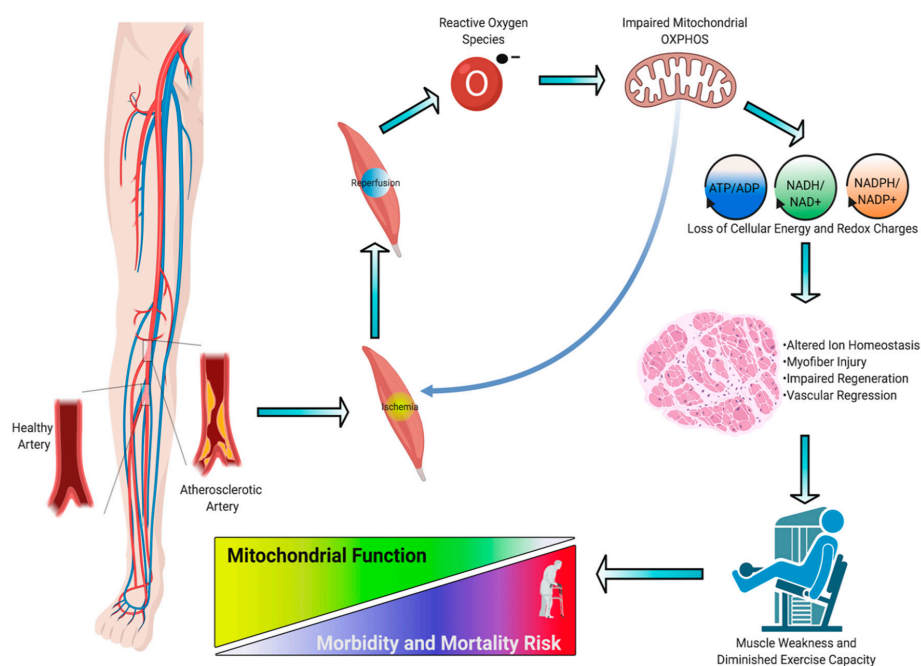 Reactive Oxygen
Species
O
Impaired Mitochondrial
OXPHOS
Reperfusion
ATP/ADP
NADH/
NAD+
NADPH/
NADP+
Loss of Cellular Energy and Redox Charges
•Altered Ion Homeostasis
•Myofiber Injury
•Impaired Regeneration
•Vascular Regression
Ischemia
Healthy
Artery
Atherosclerotic
Artery
Mitochondrial Function
Morbidity and Mortality Risk
Muscle Weakness and
Diminished Exercise Capacity